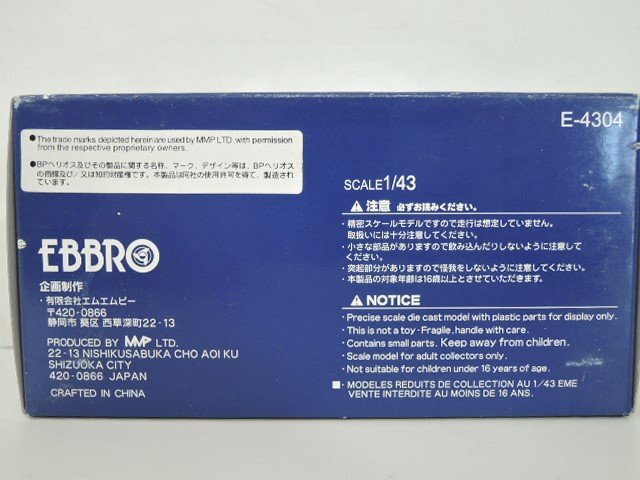 E-4304
●The trade marks depicted herein are used by MMP LTD. with permission
from the respective proprietary owners.
●BPヘリオス及びその製品に関する名称、マーク、デザイン等は、BPヘリオス
の商標及び/又は知的財産権です。本製品は同社の使用許可を得て、製造され
ています。
EBBRO
企画制作
・有限会社エムエムピー
〒420-0866
静岡市 葵区 西草深町22-13
PRODUCED BY MMP LTD.
22-13 NISHIKUSABUKA CHO AOI KU
SHIZUOKA CITY
420-0866 JAPAN
CRAFTED IN CHINA
SCALE1/43
⚠注意 必ずお読みください。
・精密スケールモデルですので走行は想定していません。
取扱いには十分注意してください。
・小さな部品がありますので飲み込んだりしないように注意して
ください。
・突起部分がありますので怪我をしないように注意してください。
・本製品の対象年齢は16歳以上とさせていただきます。
⚠NOTICE
・Precise scale die cast model with plastic parts for display only.
・This is not a toy・Fragile, handle with care.
・Contains small parts. Keep away from children.
・Scale model for adult collectors only.
・Not suitable for children under 16 years of age.
■・MODELES REDUITS DE COLLECTION AU 1/43 EME
VENTE INTERDITE AU MOINS DE 16 ANS.